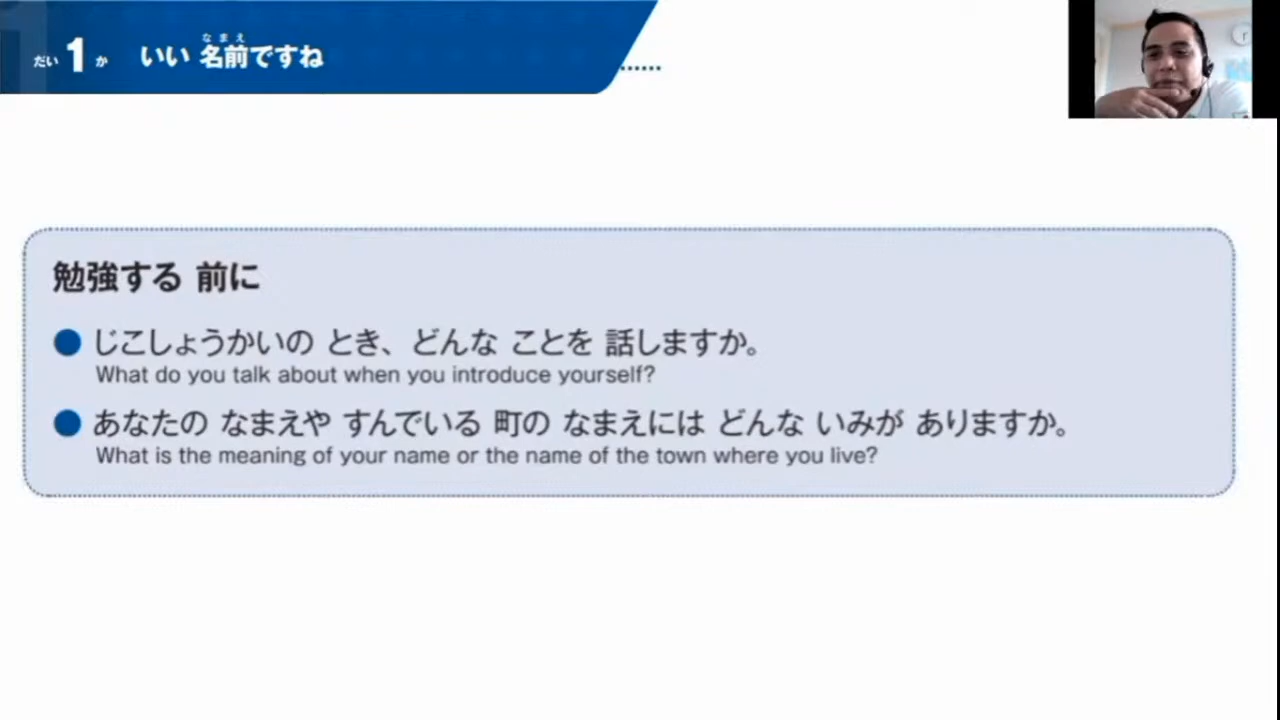 だい1か いい 名前ですね
なまえ
勉強する 前に
じこしょうかいの とき、どんな ことを 話しますか。
What do you talk about when you introduce yourself?
あなたの なまえや すんでいる 町の なまえには どんな いみが ありますか。
What is the meaning of your name or the name of the town where you live?